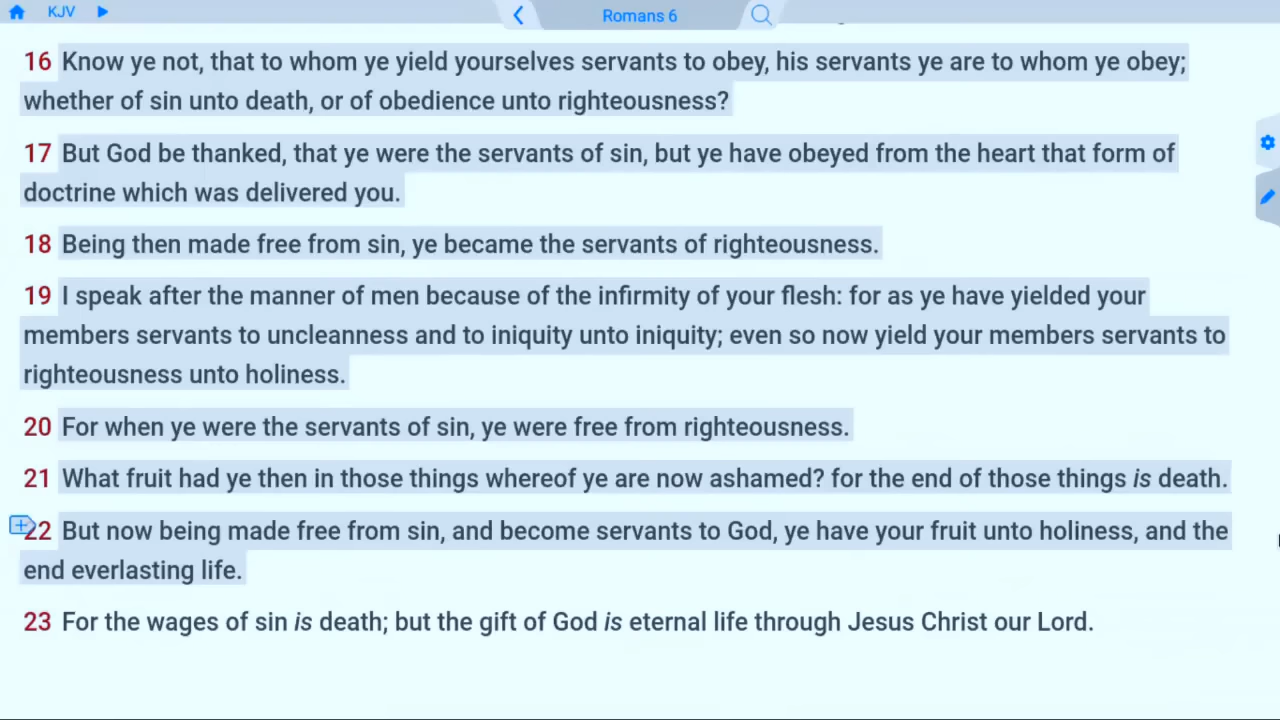 KJV
Romans 6
16 Know ye not, that to whom ye yield yourselves servants to obey, his servants ye are to whom ye obey;
whether of sin unto death, or of obedience unto righteousness?
17 But God be thanked, that ye were the servants of sin, but ye have obeyed from the heart that form of
doctrine which was delivered you.
18 Being then made free from sin, ye became the servants of righteousness.
19 I speak after the manner of men because of the infirmity of your flesh: for as ye have yielded your
members servants to uncleanness and to iniquity unto iniquity; even so now yield your members servants to
righteousness unto holiness.
20 For when ye were the servants of sin, ye were free from righteousness.
21 What fruit had ye then in those things whereof ye are now ashamed? for the end of those things is death.
22 But now being made free from sin, and become servants to God, ye have your fruit unto holiness, and the
end everlasting life.
23 For the wages of sin is death; but the gift of God is eternal life through Jesus Christ our Lord.